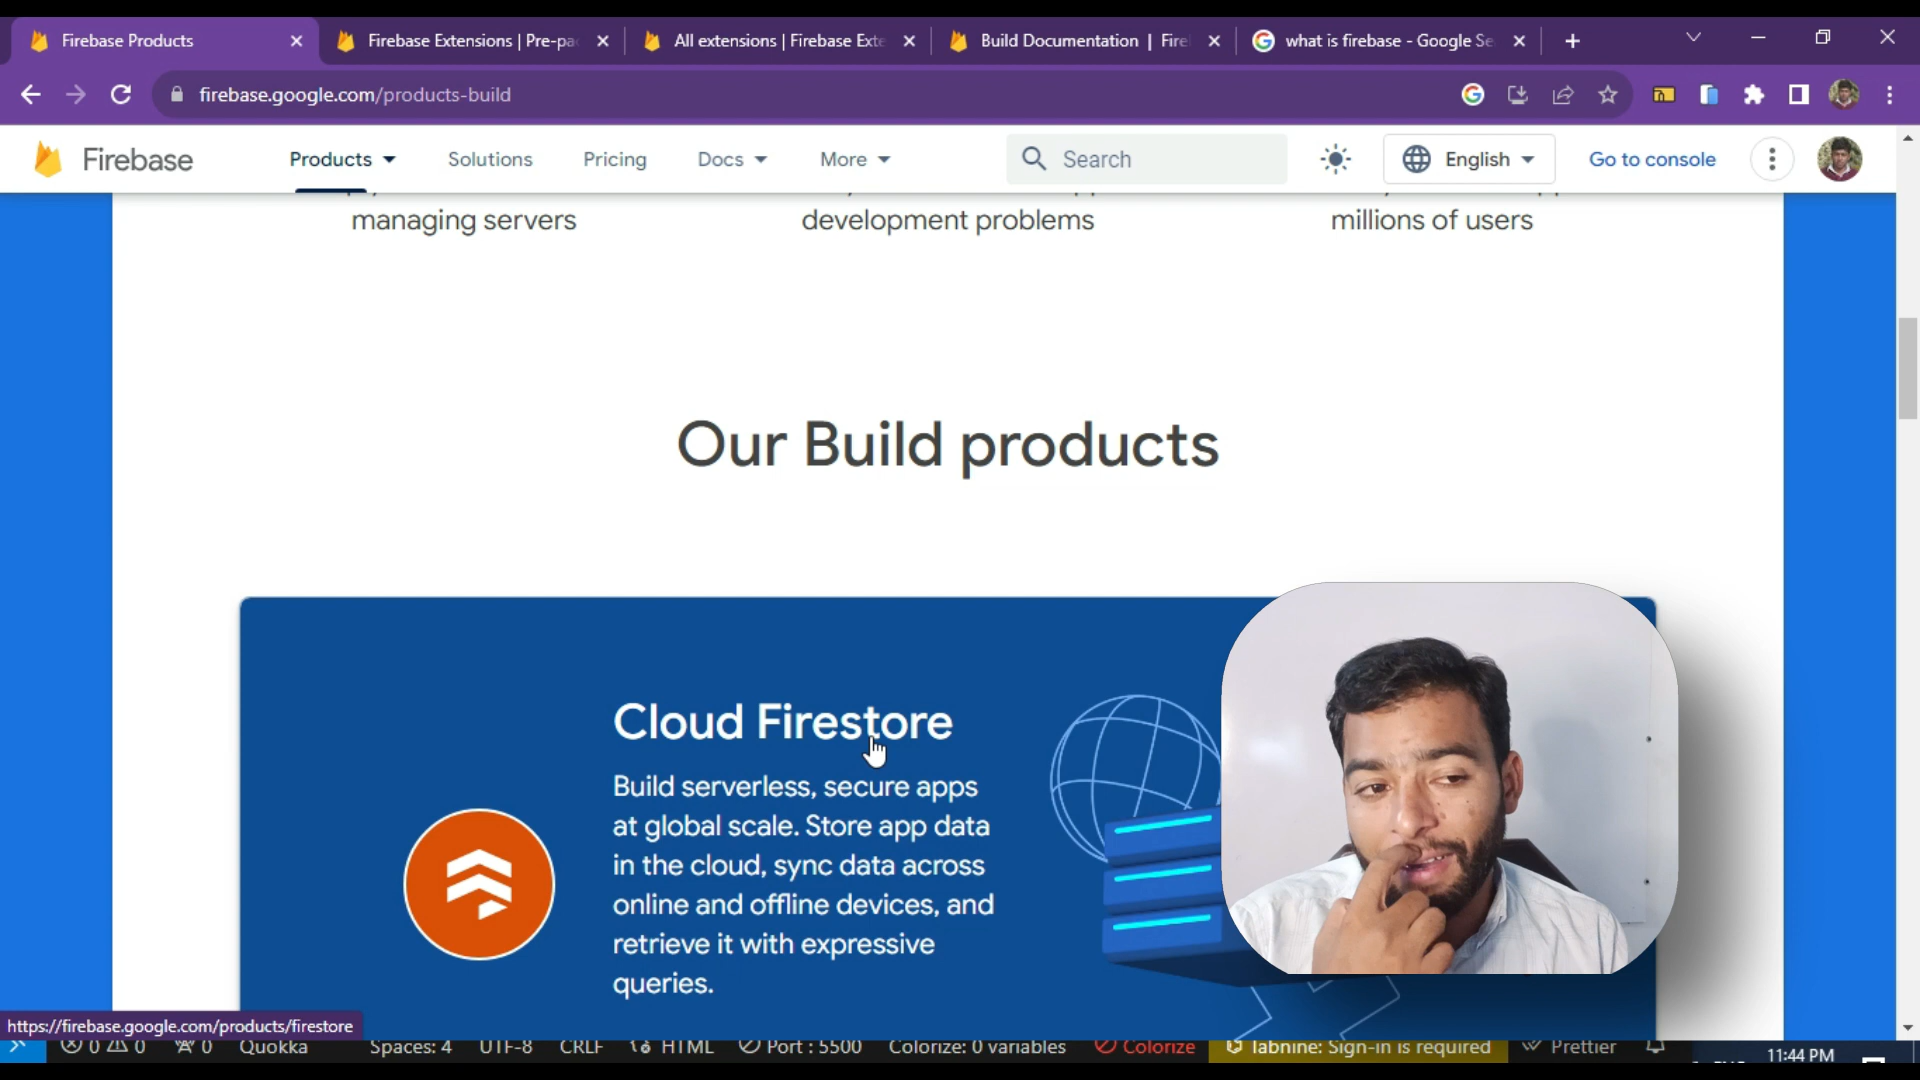 Firebase Products
Firebase Extensions | Pre-pa
All extensions | Firebase Exte
Build Documentation | Fire
what is firebase - Google Se
firebase.google.com/products-build
Firebase
Products
Solutions
Pricing
Docs
More
Search
English
Go to console
managing servers
development problems
millions of users
Our Build products
Cloud Firestore
Build serverless, secure apps
at global scale. Store app data
in the cloud, sync data across
online and offline devices, and
retrieve it with expressive
queries.
https://firebase.google.com/products/firestore
0 0 0 Quokka Spaces: 4 UTF-8 CRLF HTML Port : 5500 Colorize: 0 variables Colorize Tabnine: Sign-in is required Prettier
11:44 PM